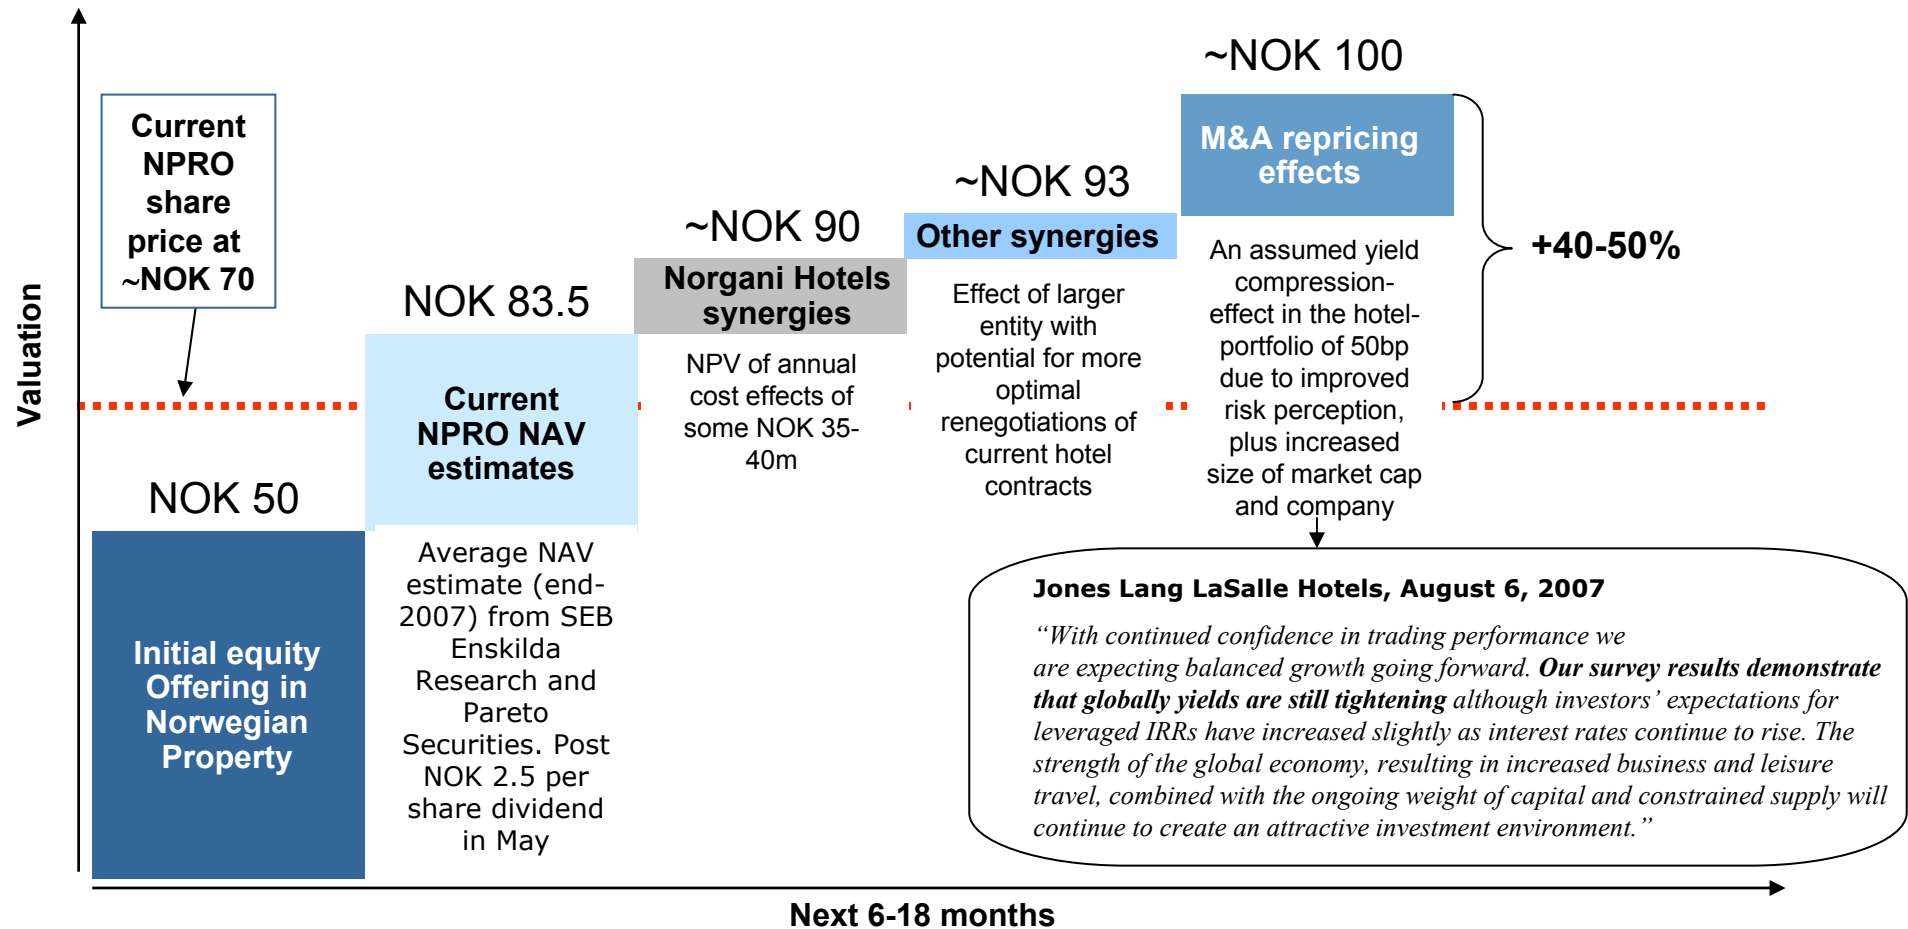 ~NOK 100
Current
NPRO
share
price at
~NOK 70
M&A repricing
effects
~NOK 93
Other synergies
~NOK 90
Norgani Hotels
synergies
+40-50%
An assumed yield
compression-
effect in the hotel-
portfolio of 50bp
due to improved
risk perception,
plus increased
size of market cap
and company
Effect of larger
entity with
potential for more
optimal
renegotiations of
current hotel
contracts
NOK 83.5
NPV of annual
cost effects of
some NOK 35-
40m
Valuation
Current
NPRO NAV
estimates
NOK 50
Average NAV
estimate (end-
2007) from SEB
Enskilda
Research and
Pareto
Securities. Post
NOK 2.5 per
share dividend
in May
Initial equity
Offering in
Norwegian
Property
Jones Lang LaSalle Hotels, August 6, 2007
“With continued confidence in trading performance we
are expecting balanced growth going forward. Our survey results demonstrate
that globally yields are still tightening although investors’ expectations for
leveraged IRRs have increased slightly as interest rates continue to rise. The
strength of the global economy, resulting in increased business and leisure
travel, combined with the ongoing weight of capital and constrained supply will
continue to create an attractive investment environment.”
Next 6-18 months